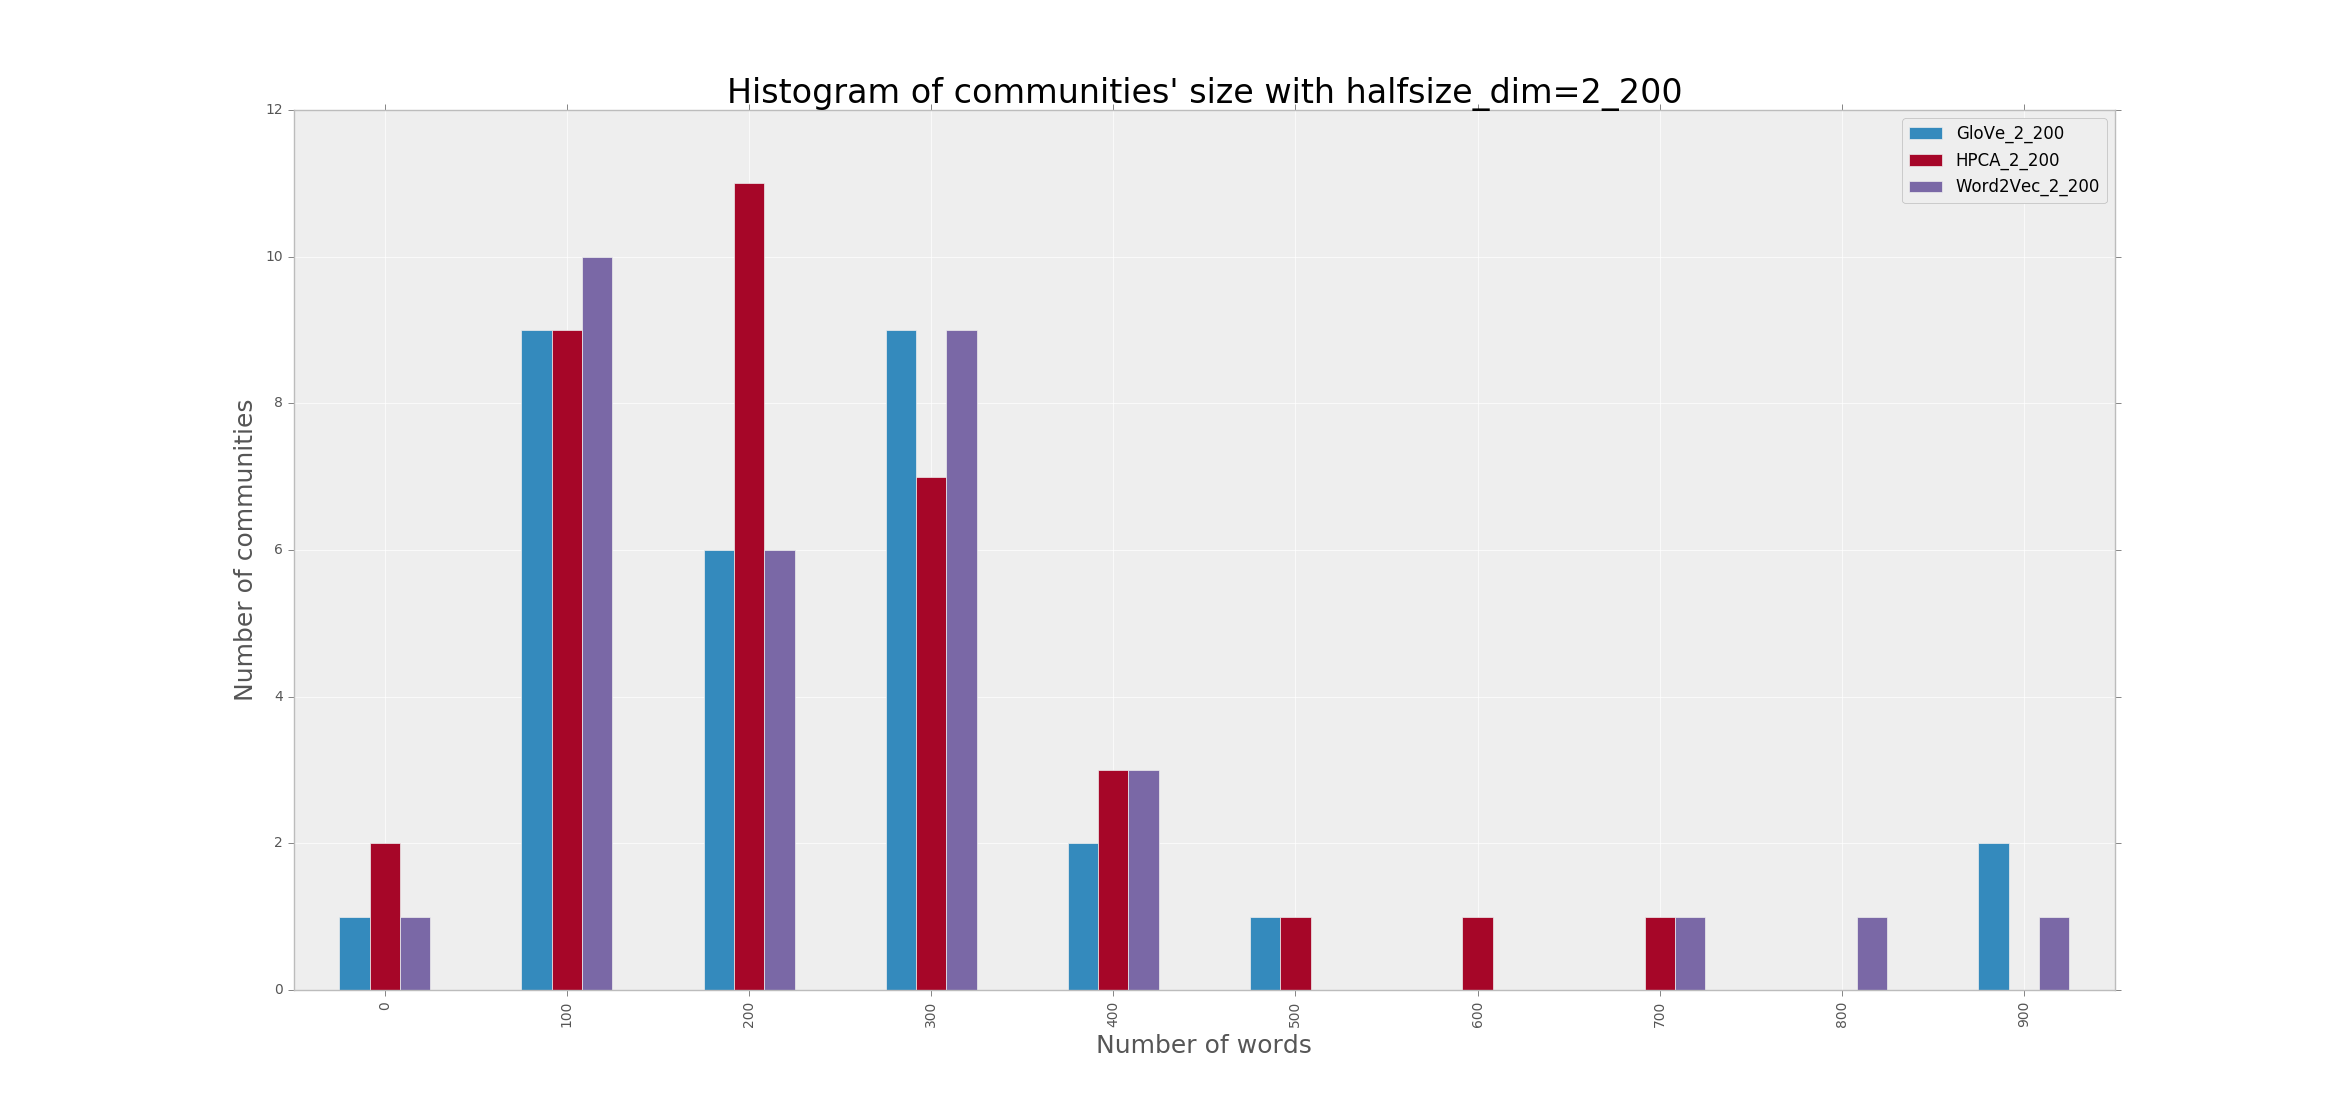 Histogram of communities' size with halfsize_dim=2_200
GloVe_2_200
HPCA_2_200
Word2Vec_2_200
Number of communities
12
10
8
6
4
2
0
0
100
200
300
400
500
600
700
800
900
Number of words